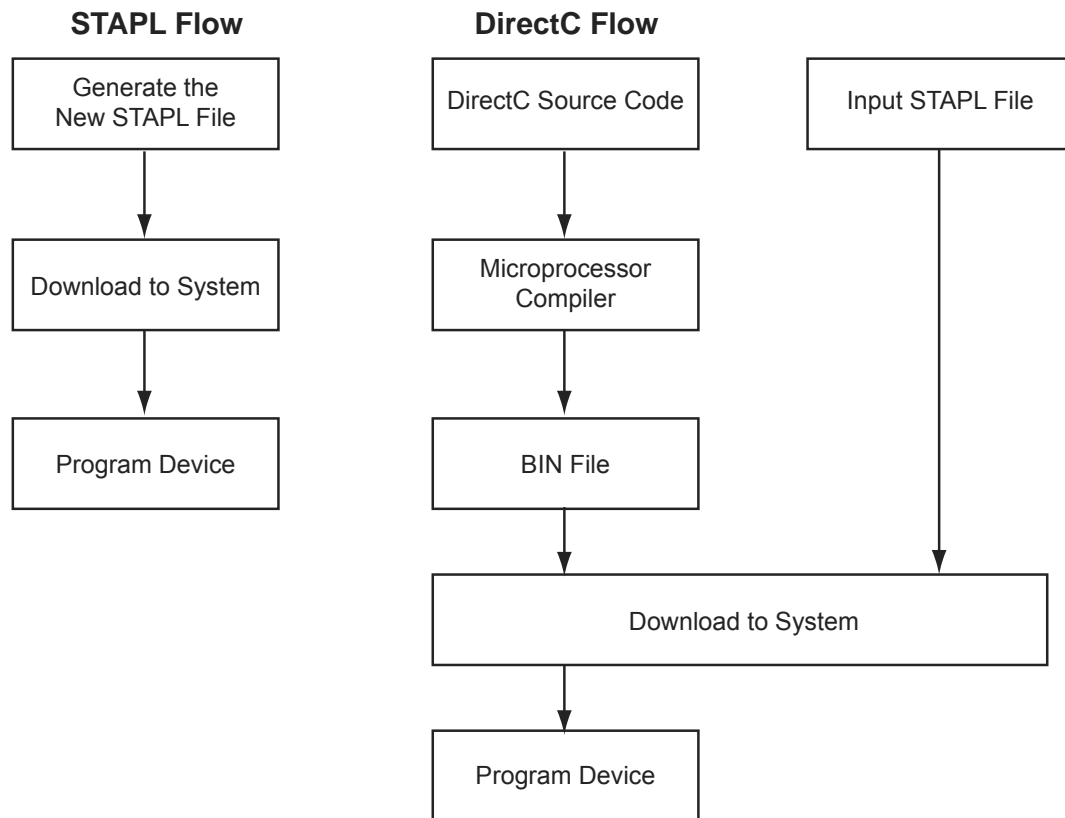 STAPL Flow
DirectC Flow
Generate the
New STAPL File
DirectC Source Code
Input STAPL File
Download to System
Microprocessor
Compiler
Program Device
BIN File
Download to System
Program Device